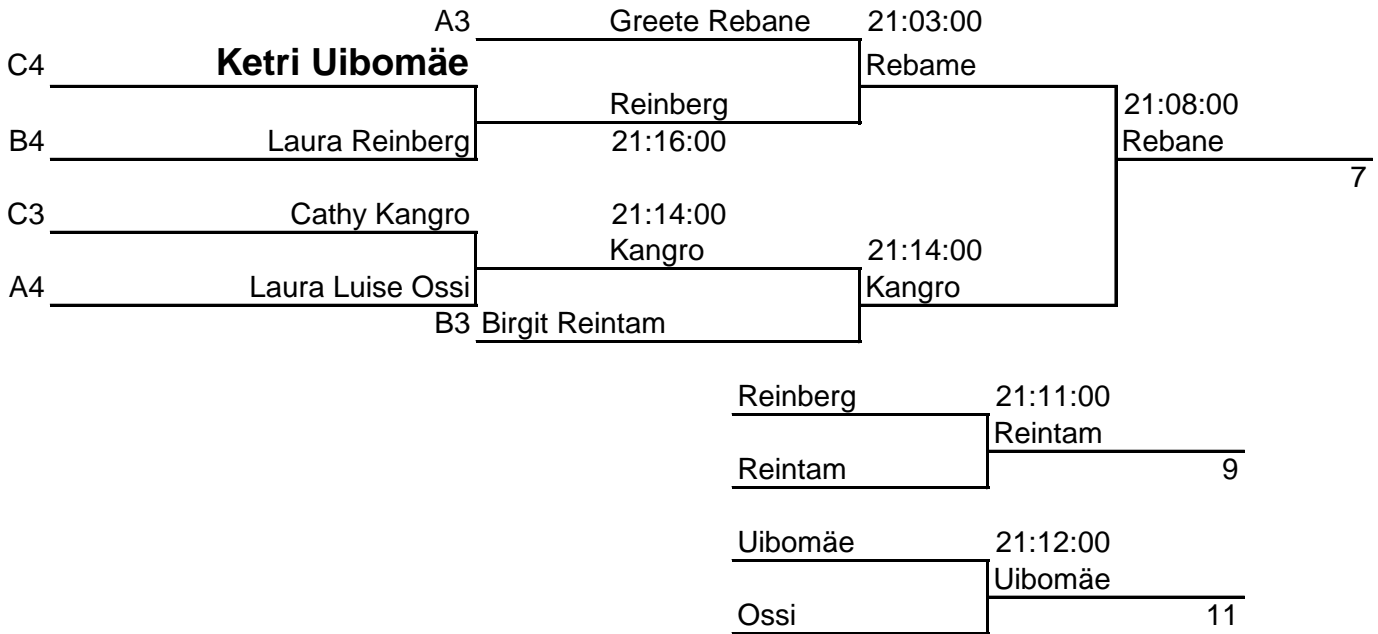 A3 Greete Rebane 21:03:00
C4 Ketri Uibomäe Rebame
Reinberg 21:08:00
B4 Laura Reinberg 21:16:00 Rebane
7
C3 Cathy Kangro 21:14:00
Kangro 21:14:00
A4 Laura Luise Ossi Kangro
B3 Birgit Reintam
Reinberg 21:11:00
Reintam
Reintam 9
Uibomäe 21:12:00
Uibomäe
Ossi 11